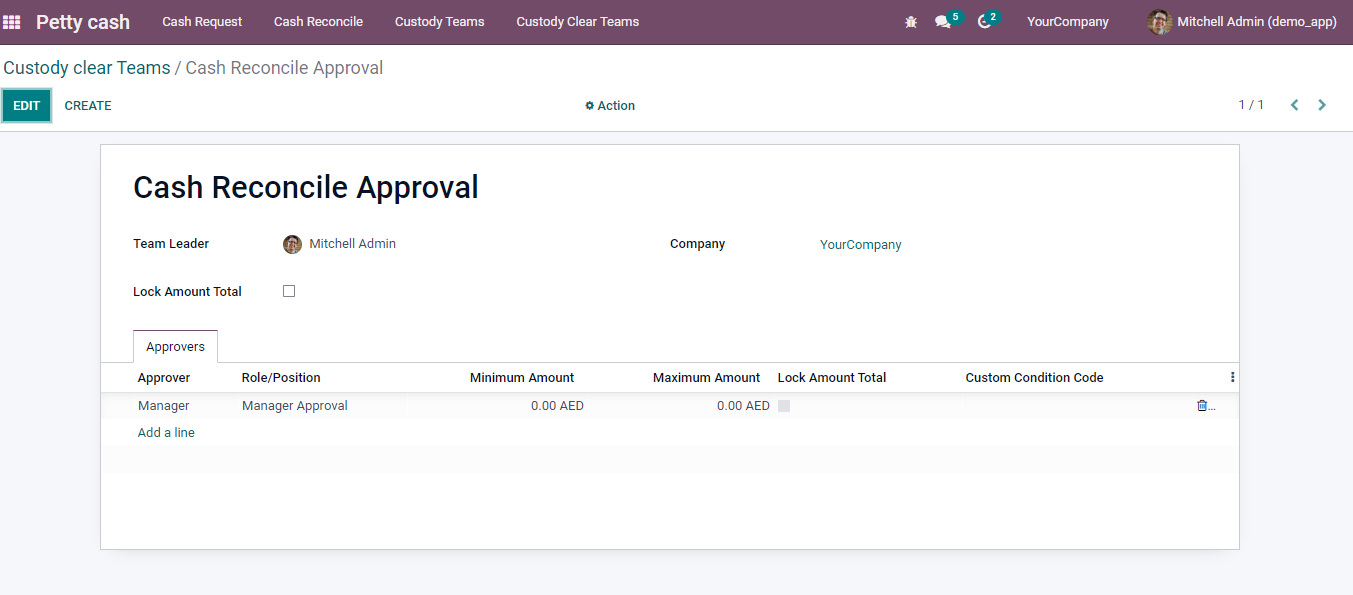 Petty cash Cash Request Cash Reconcile Custody Teams Custody Clear Teams 5 2 YourCompany Mitchell Admin (demo_app)
Custody clear Teams / Cash Reconcile Approval
EDIT CREATE Action 1 / 1
Cash Reconcile Approval
Team Leader Mitchell Admin Company YourCompany
Lock Amount Total
Approvers
Approver Role/Position Minimum Amount Maximum Amount Lock Amount Total Custom Condition Code
Manager Manager Approval 0.00 AED 0.00 AED ...
Add a line